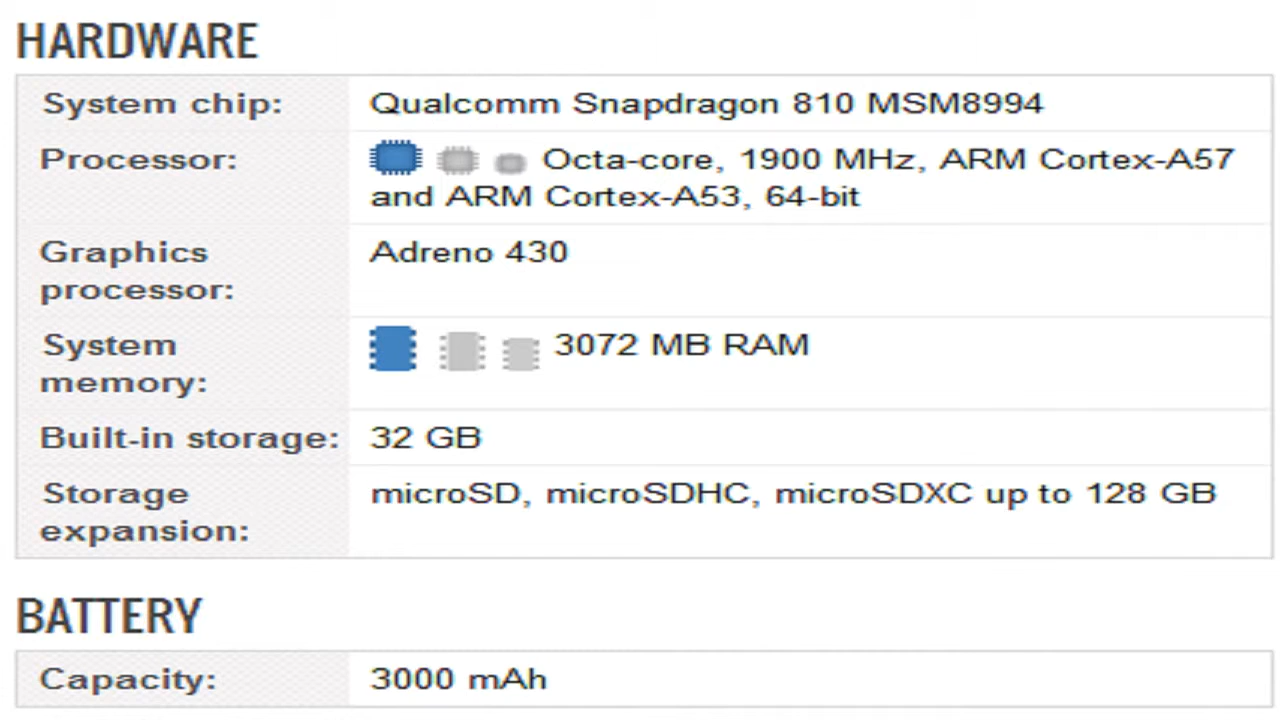 HARDWARE
System chip: Qualcomm Snapdragon 810 MSM8994
Processor: Octa-core, 1900 MHz, ARM Cortex-A57
and ARM Cortex-A53, 64-bit
Graphics Adreno 430
processor:
System 3072 MB RAM
memory:
Built-in storage: 32 GB
Storage microSD, microSDHC, microSDXC up to 128 GB
expansion:
BATTERY
Capacity: 3000 mAh